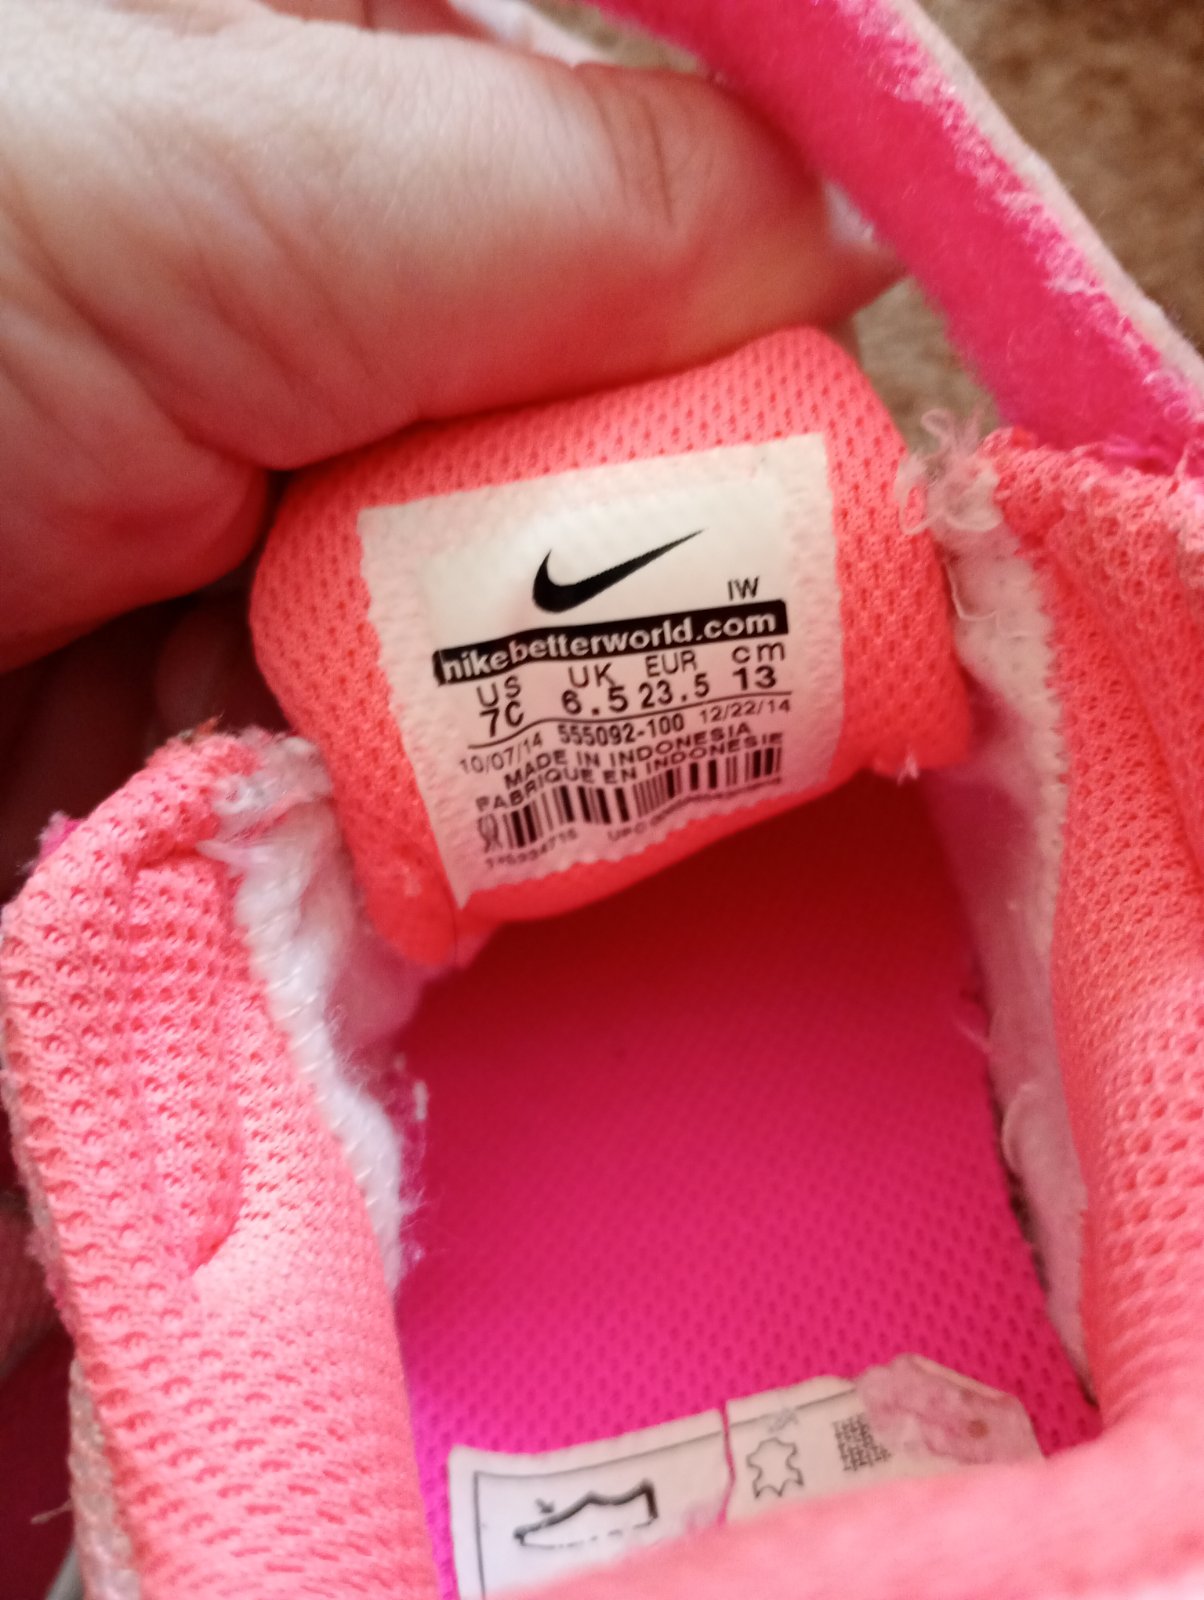 IW
nikebetterworld.com
US UK EUR cm
7C 6.5 23.5 13
10/07/14 555092-100 12/22/14
MADE IN INDONESIA
FABRIQUE EN INDONESIE
UPC